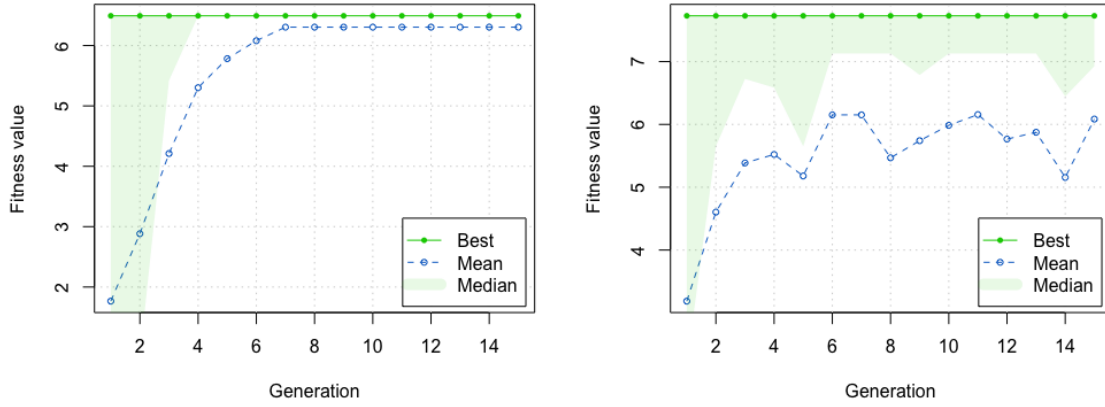 Fitness value
6
5
4
3
2
Best
Mean
Median
2 4 6 8 10 12 14
Generation
Fitness value
7
6
5
4
Best
Mean
Median
2 4 6 8 10 12 14
Generation